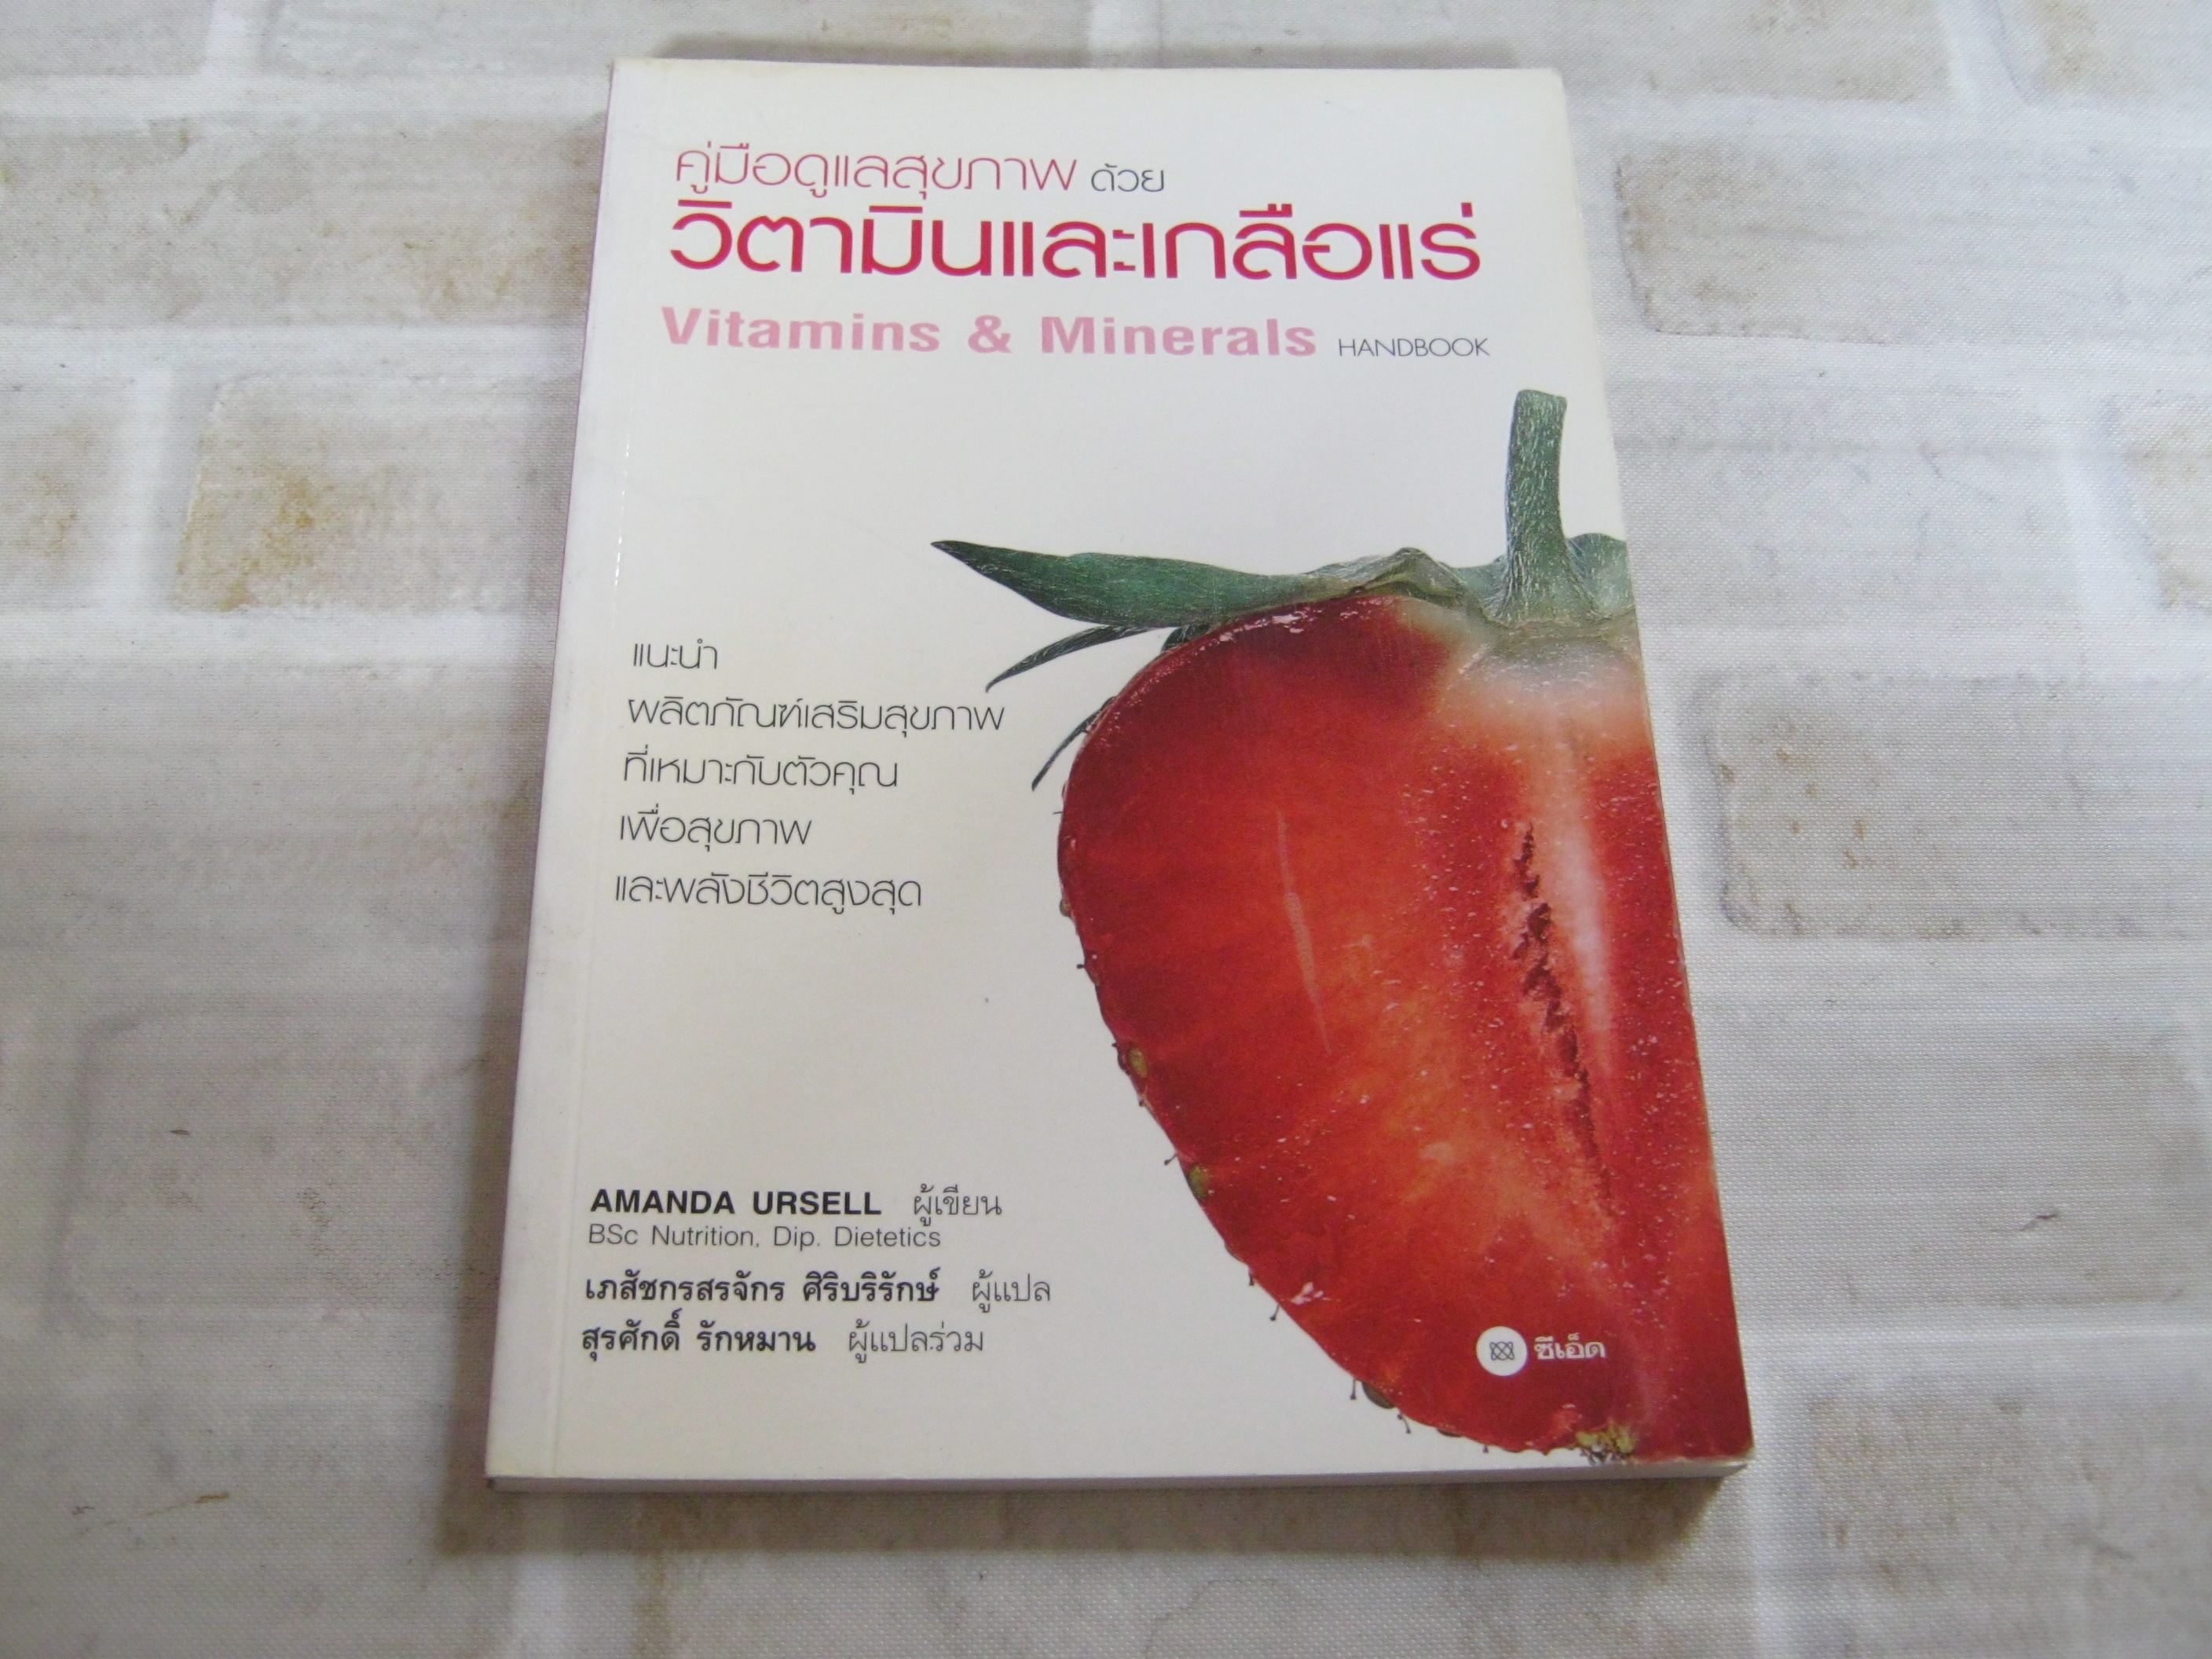 คู่มือดูแลสุขภาพ ด้วย
วิตามินและเกลือแร่
Vitamins & Minerals HANDBOOK
แนะนำ
ผลิตภัณฑ์เสริมสุขภาพ
ที่เหมาะกับตัวคุณ
เพื่อสุขภาพ
และพลังชีวิตสูงสุด
AMANDA URSELL ผู้เขียน
BSc Nutrition, Dip. Dietetics
เภสัชกรสรจักร ศิริบริรักษ์ ผู้แปล
สุรศักดิ์ รักหมาน ผู้แปลร่วม
ซีเอ็ด